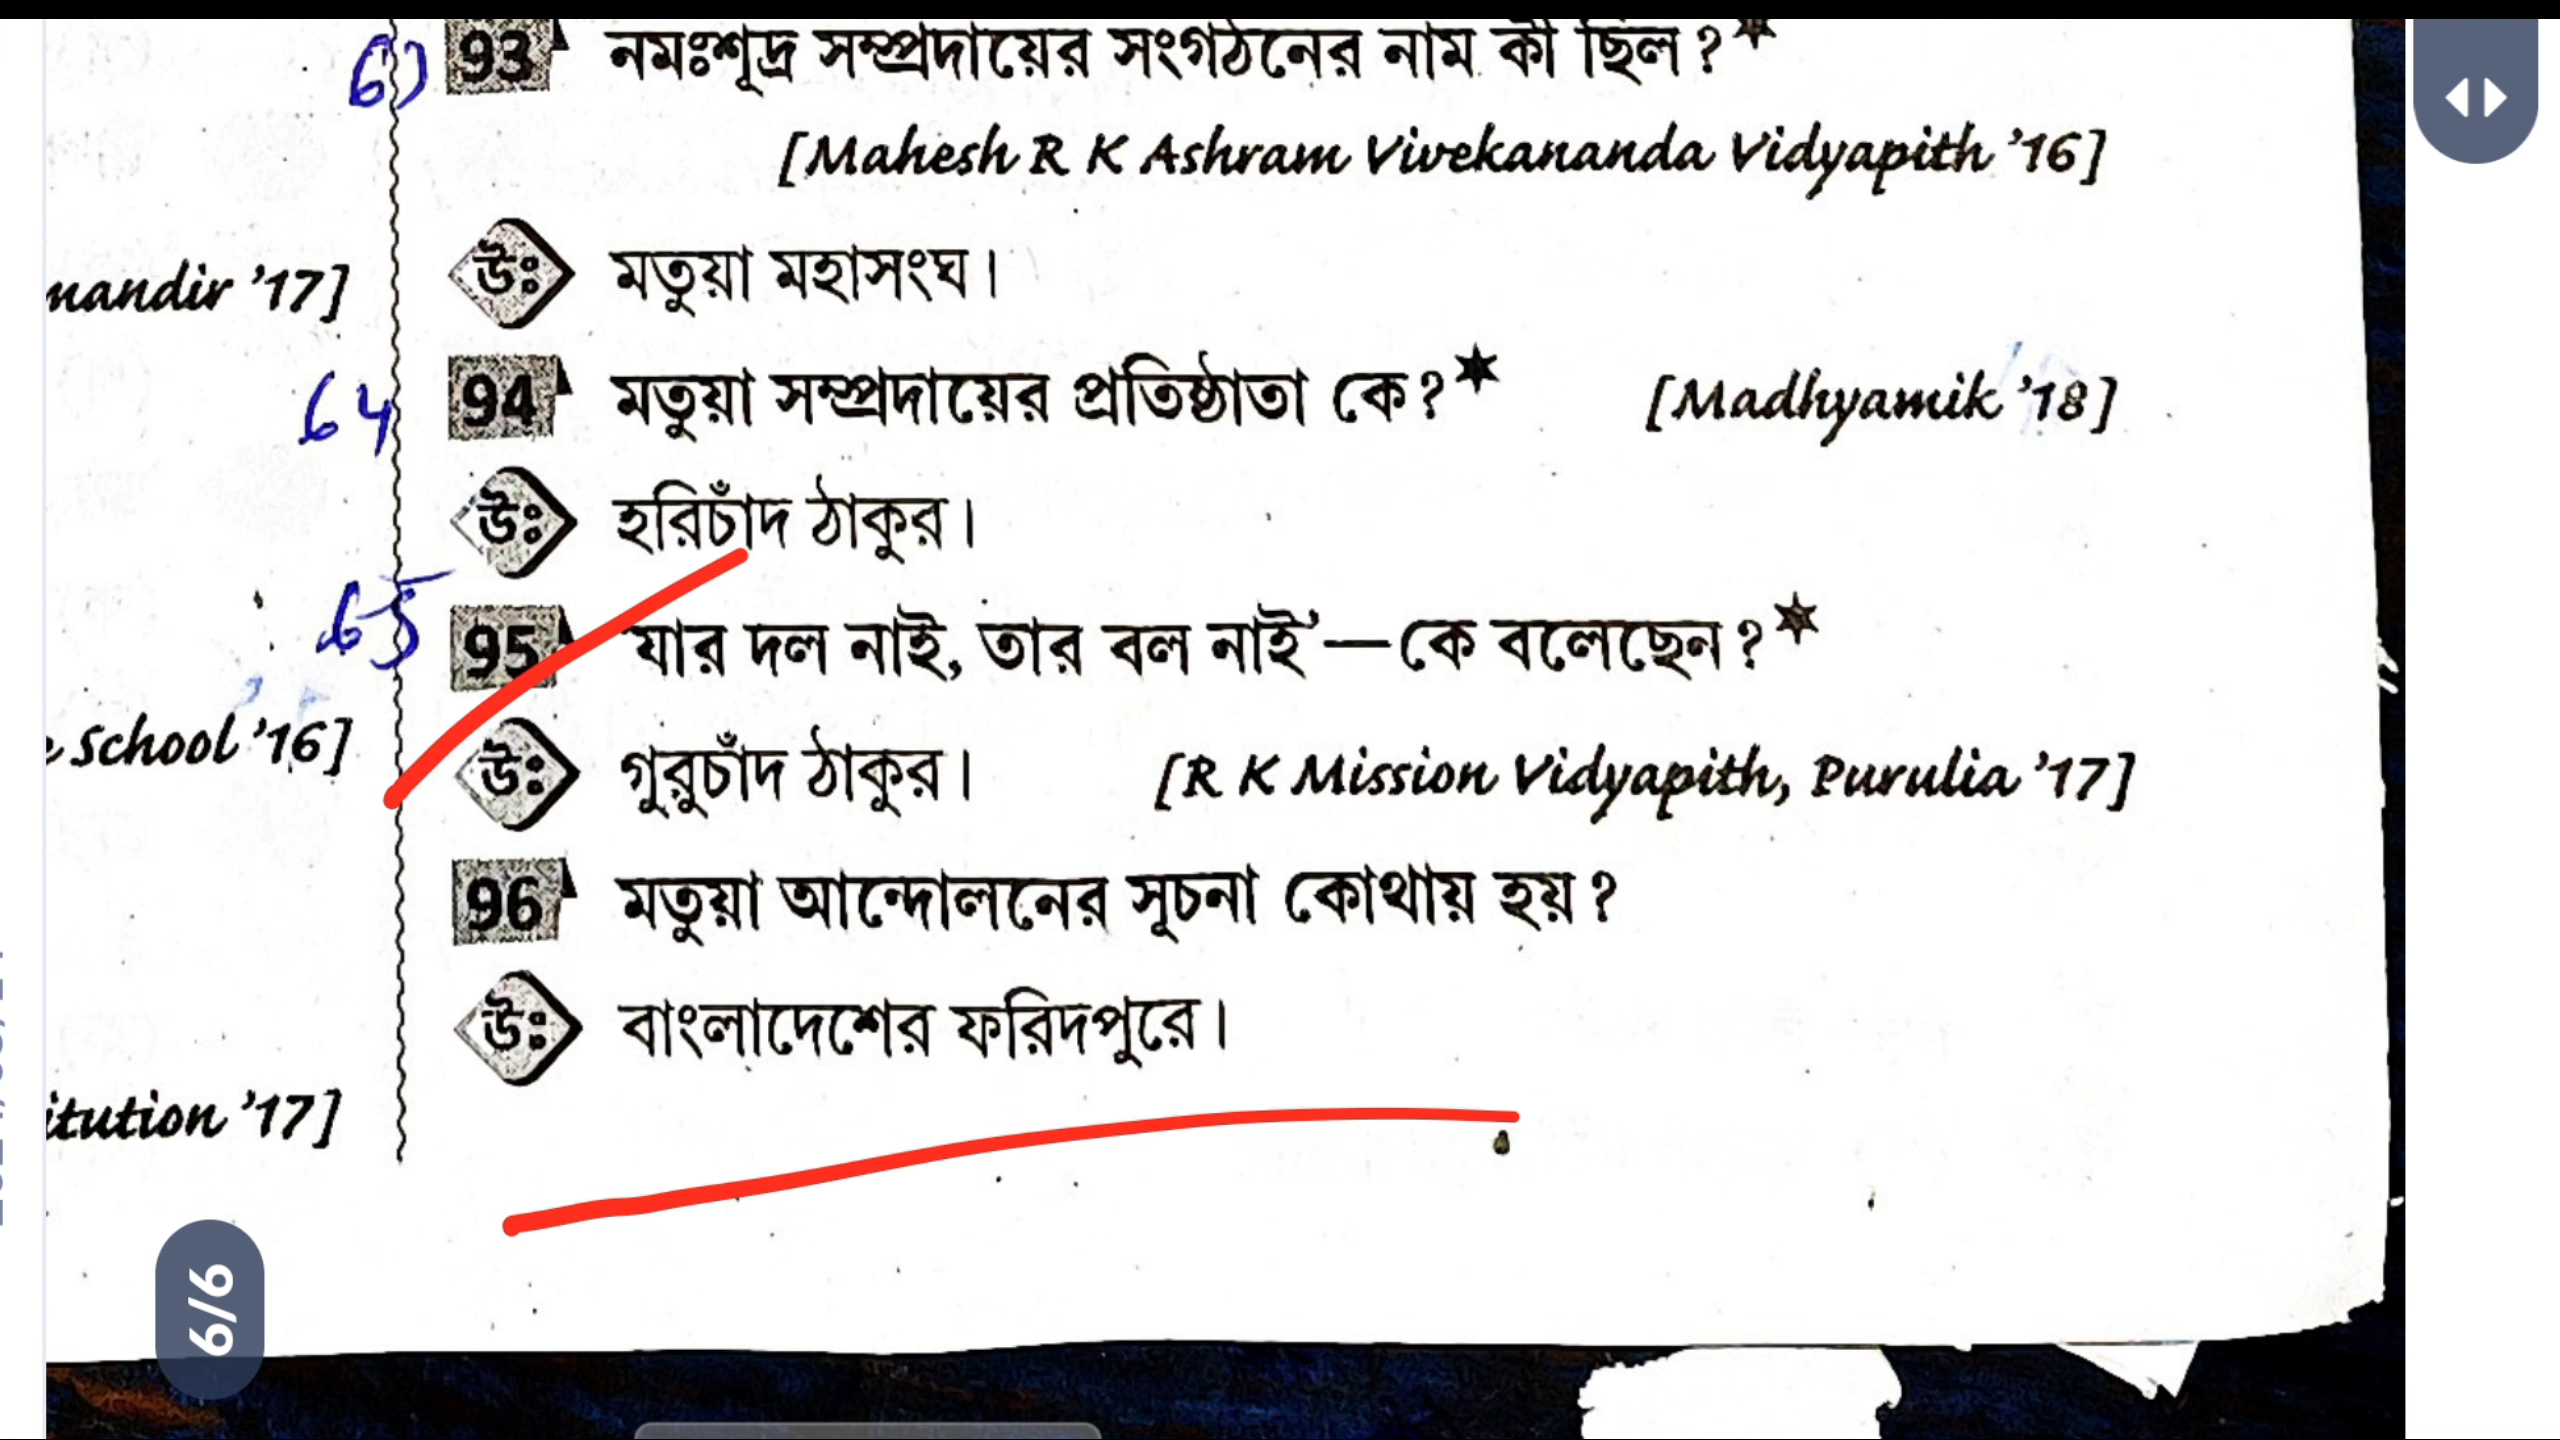 63
93 নমঃশূদ্র সম্প্রদায়ের সংগঠনের নাম কী ছিল?★
[Mahesh R K Ashram Vivekananda Vidyapith '16]
উঃ মতুয়া মহাসংঘ।
mandir '17]
64
94 মতুয়া সম্প্রদায়ের প্রতিষ্ঠাতা কে?★ [Madhyamik '18]
উঃ হরিচাঁদ ঠাকুর।
65
95 যার দল নাই, তার বল নাই’—কে বলেছেন?★
School '16]
উঃ গুরুচাঁদ ঠাকুর। [R K Mission Vidyapith, Purulia '17]
96 মতুয়া আন্দোলনের সূচনা কোথায় হয়?
উঃ বাংলাদেশের ফরিদপুরে।
itution '17]
6/6